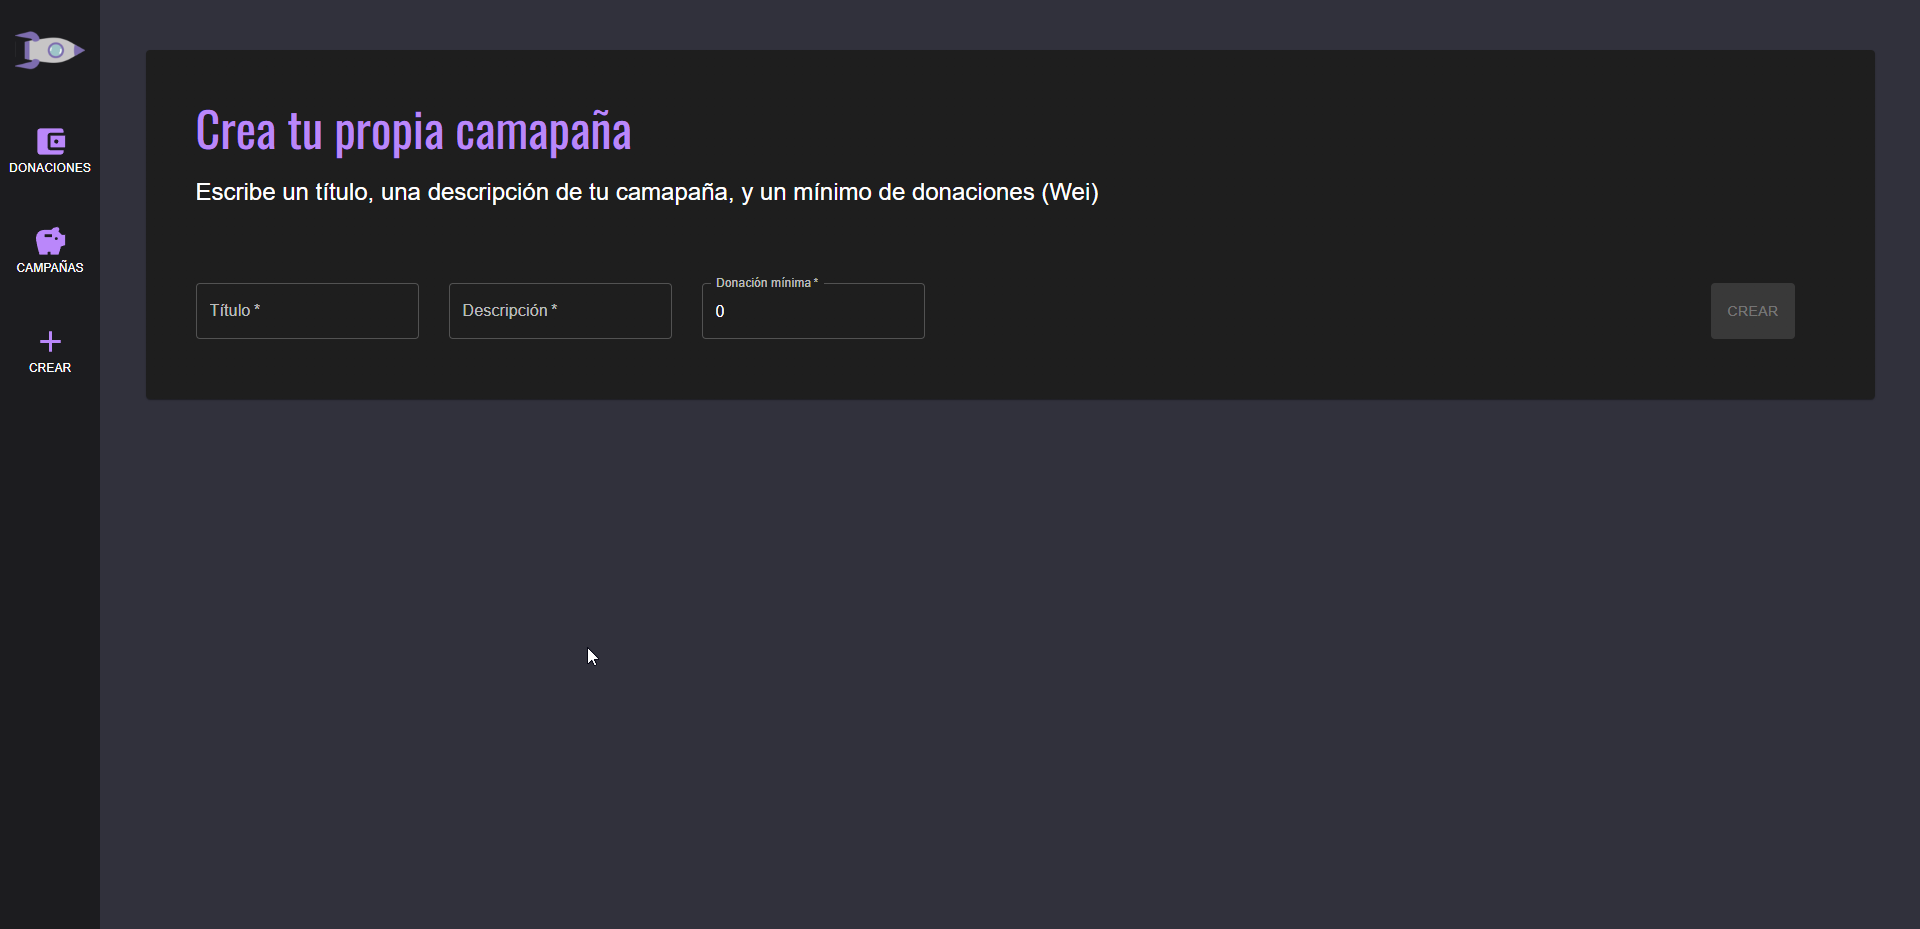 DONACIONES
CAMPAÑAS
CREAR
Crea tu propia camapaña
Escribe un título, una descripción de tu camapaña, y un mínimo de donaciones (Wei)
Título *
Descripción *
Donación mínima *
0
CREAR